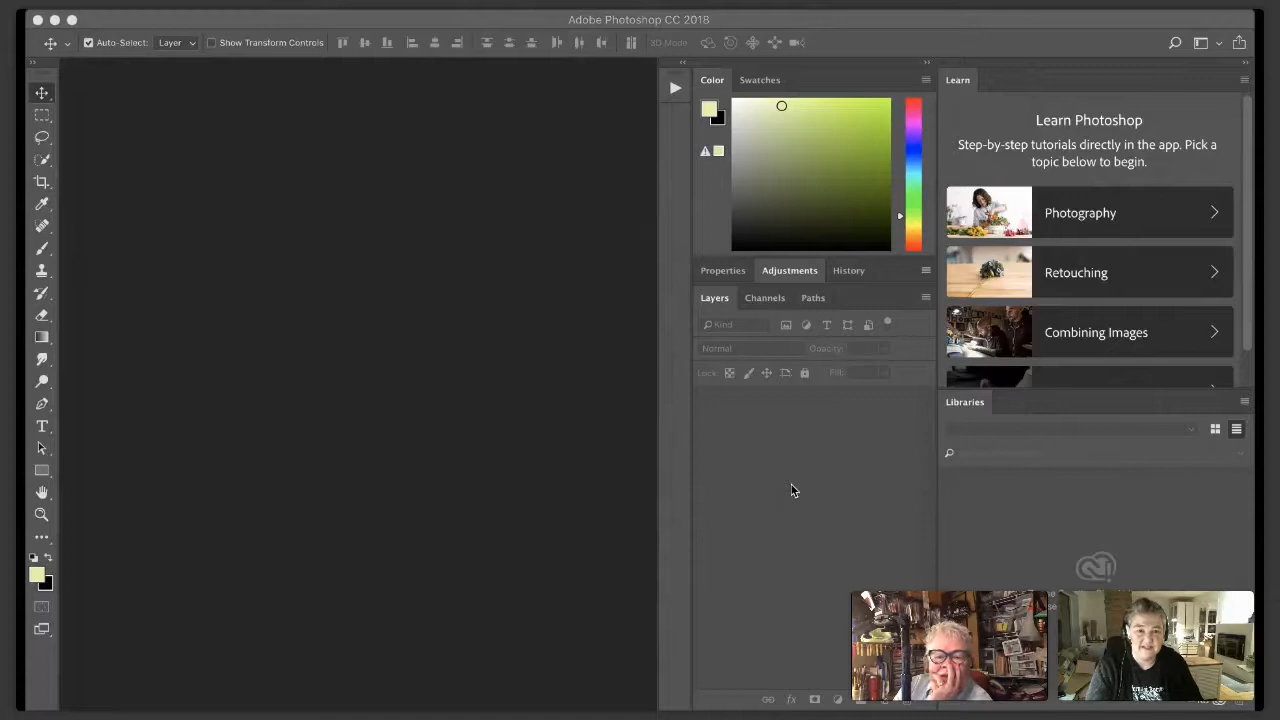 Adobe Photoshop CC 2018
Auto-Select: Layer Show Transform Controls 3D Mode
Color Swatches
Learn
Learn Photoshop
Step-by-step tutorials directly in the app. Pick a
topic below to begin.
Photography
Retouching
Combining Images
Properties Adjustments History
Layers Channels Paths
Kind
Normal Opacity:
Lock: Fill:
Libraries
fx